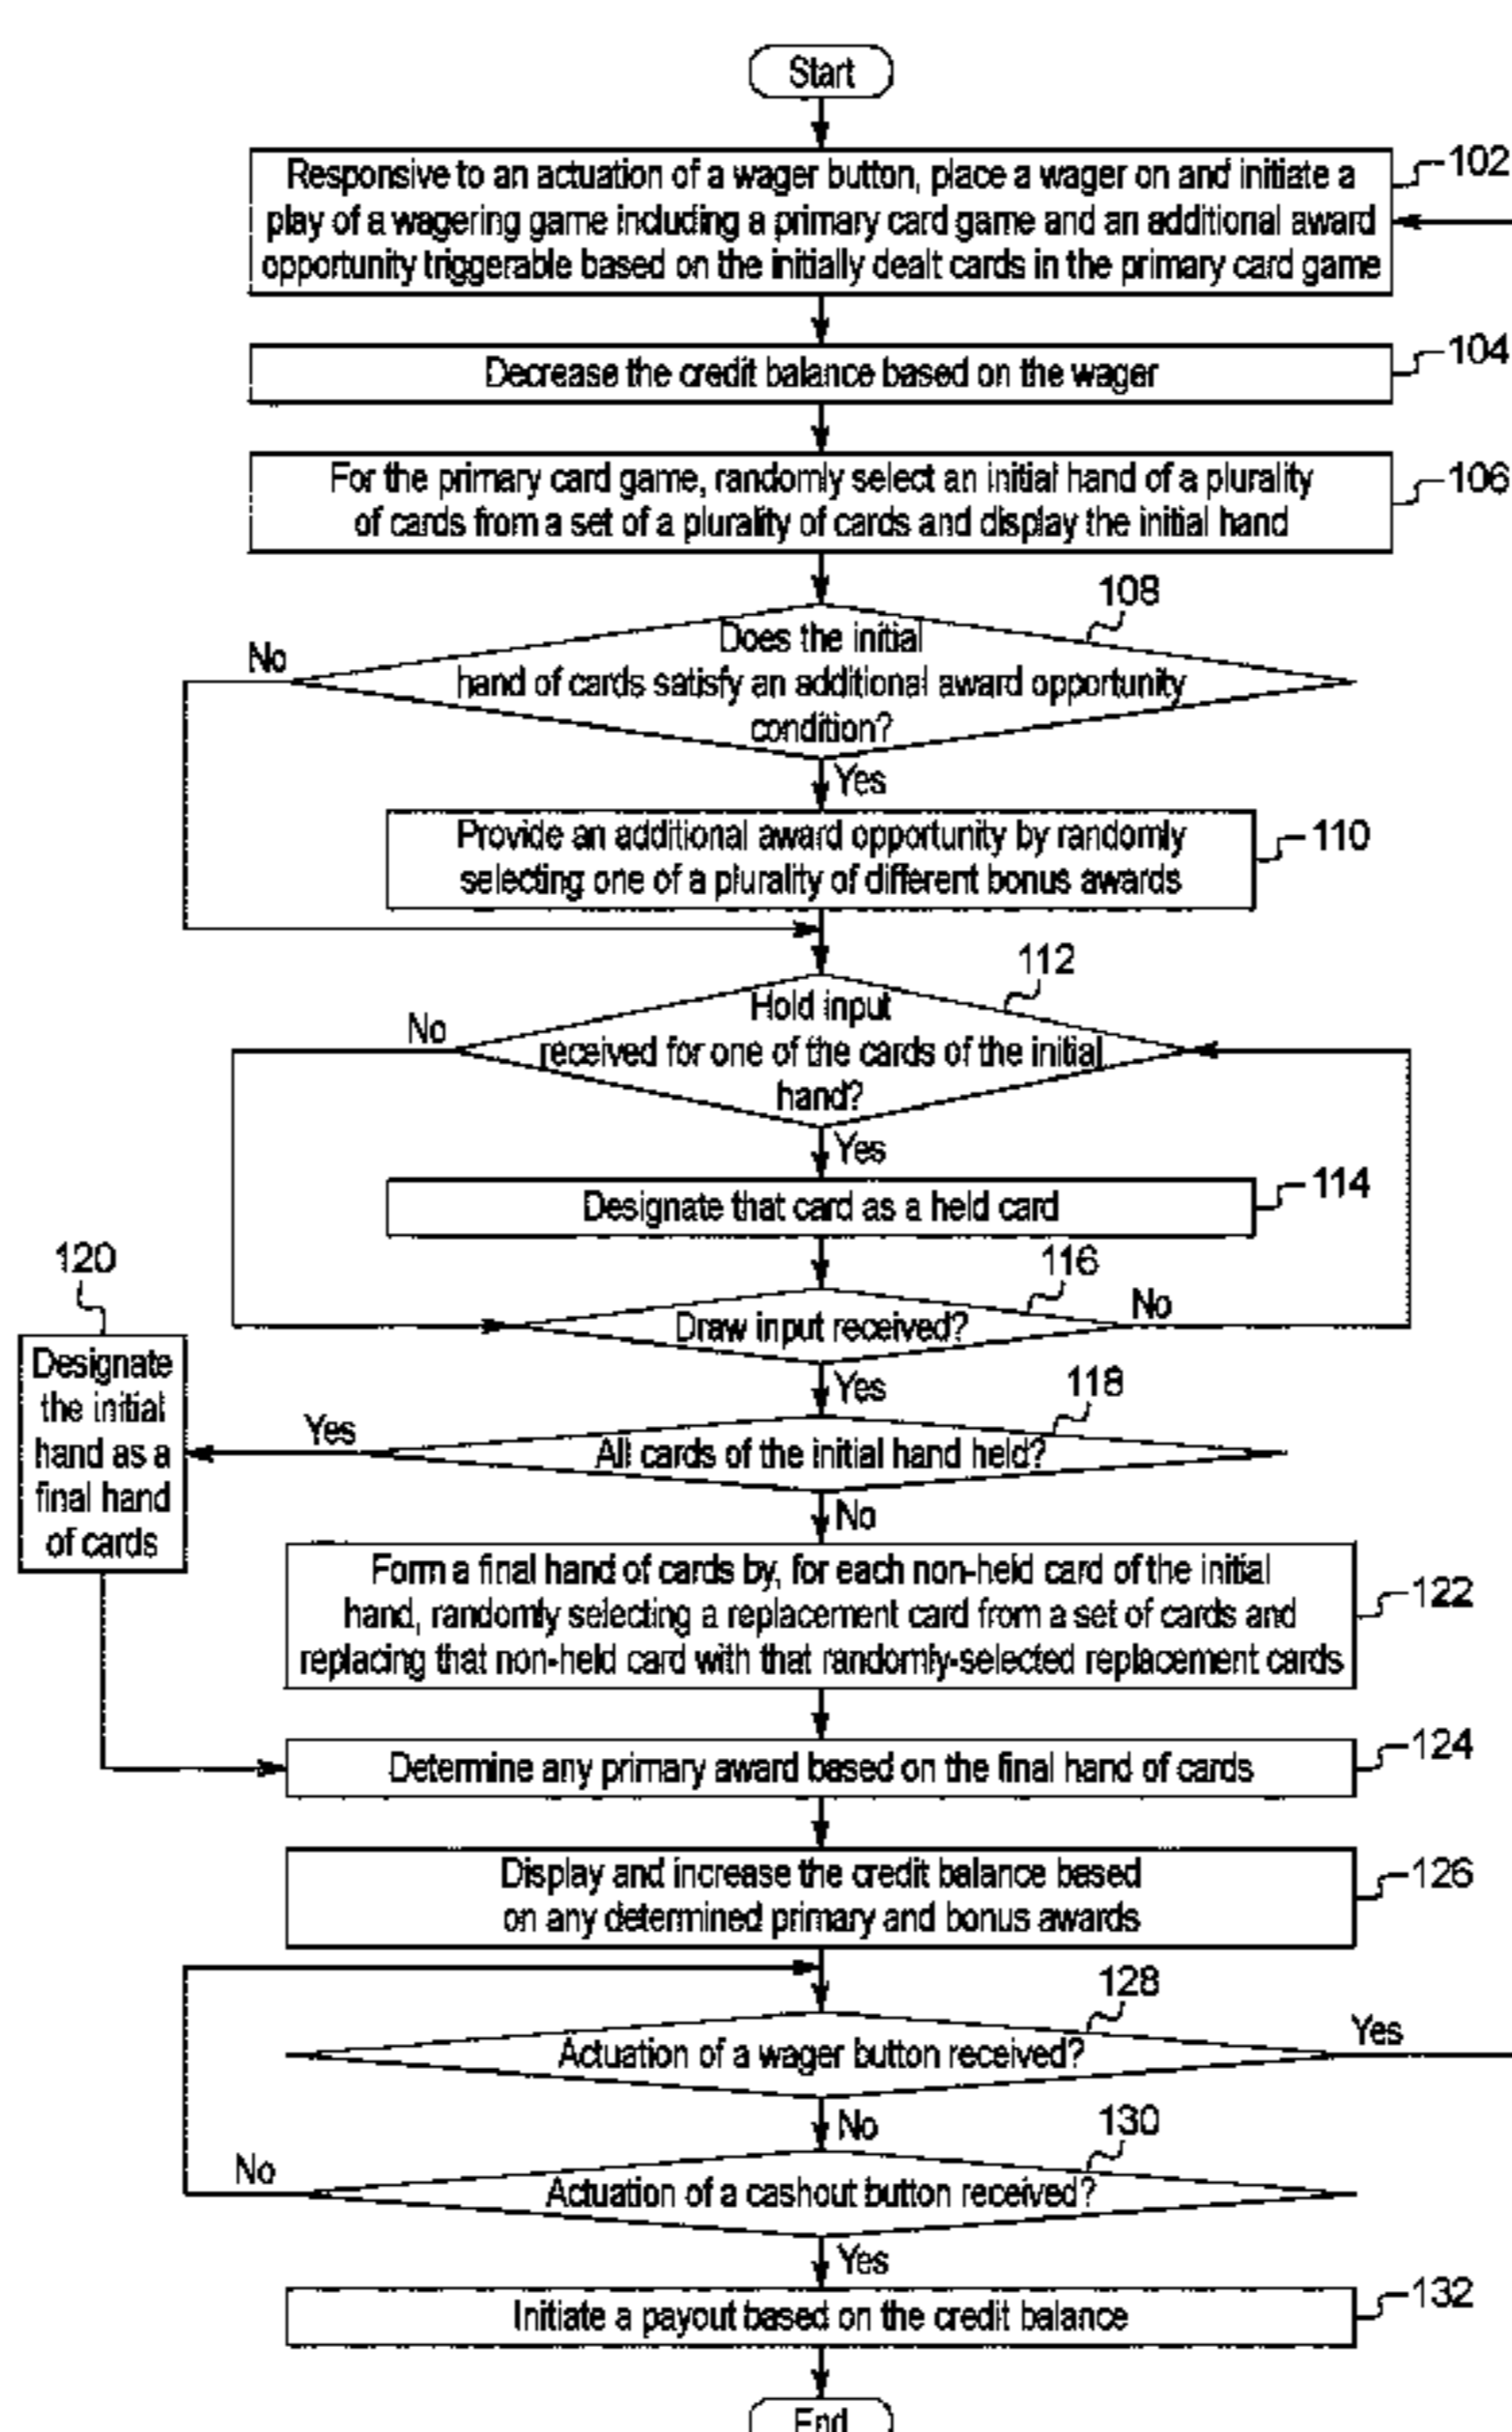 Start
Responsive to an actuation of a wager button, place a wager on and initiate a
play of a wagering game including a primary card game and an additional award
opportunity triggerable based on the initially dealt cards in the primary card game
102
Decrease the credit balance based on the wager
104
For the primary card game, randomly select an initial hand of a plurality
of cards from a set of a plurality of cards and display the initial hand
106
108
Does the initial
hand of cards satisfy an additional award opportunity
condition?
No
Yes
Provide an additional award opportunity by randomly
selecting one of a plurality of different bonus awards
110
112
Hold input
received for one of the cards of the initial
hand?
No
Yes
Designate that card as a held card
114
116
Draw input received?
No
Yes
118
All cards of the initial hand held?
Yes
No
120
Designate
the initial
hand as a
final hand
of cards
Form a final hand of cards by, for each non-held card of the initial
hand, randomly selecting a replacement card from a set of cards and
replacing that non-held card with that randomly-selected replacement cards
122
Determine any primary award based on the final hand of cards
124
Display and increase the credit balance based
on any determined primary and bonus awards
126
128
Actuation of a wager button received?
Yes
No
130
Actuation of a cashout button received?
No
Yes
Initiate a payout based on the credit balance
132
End